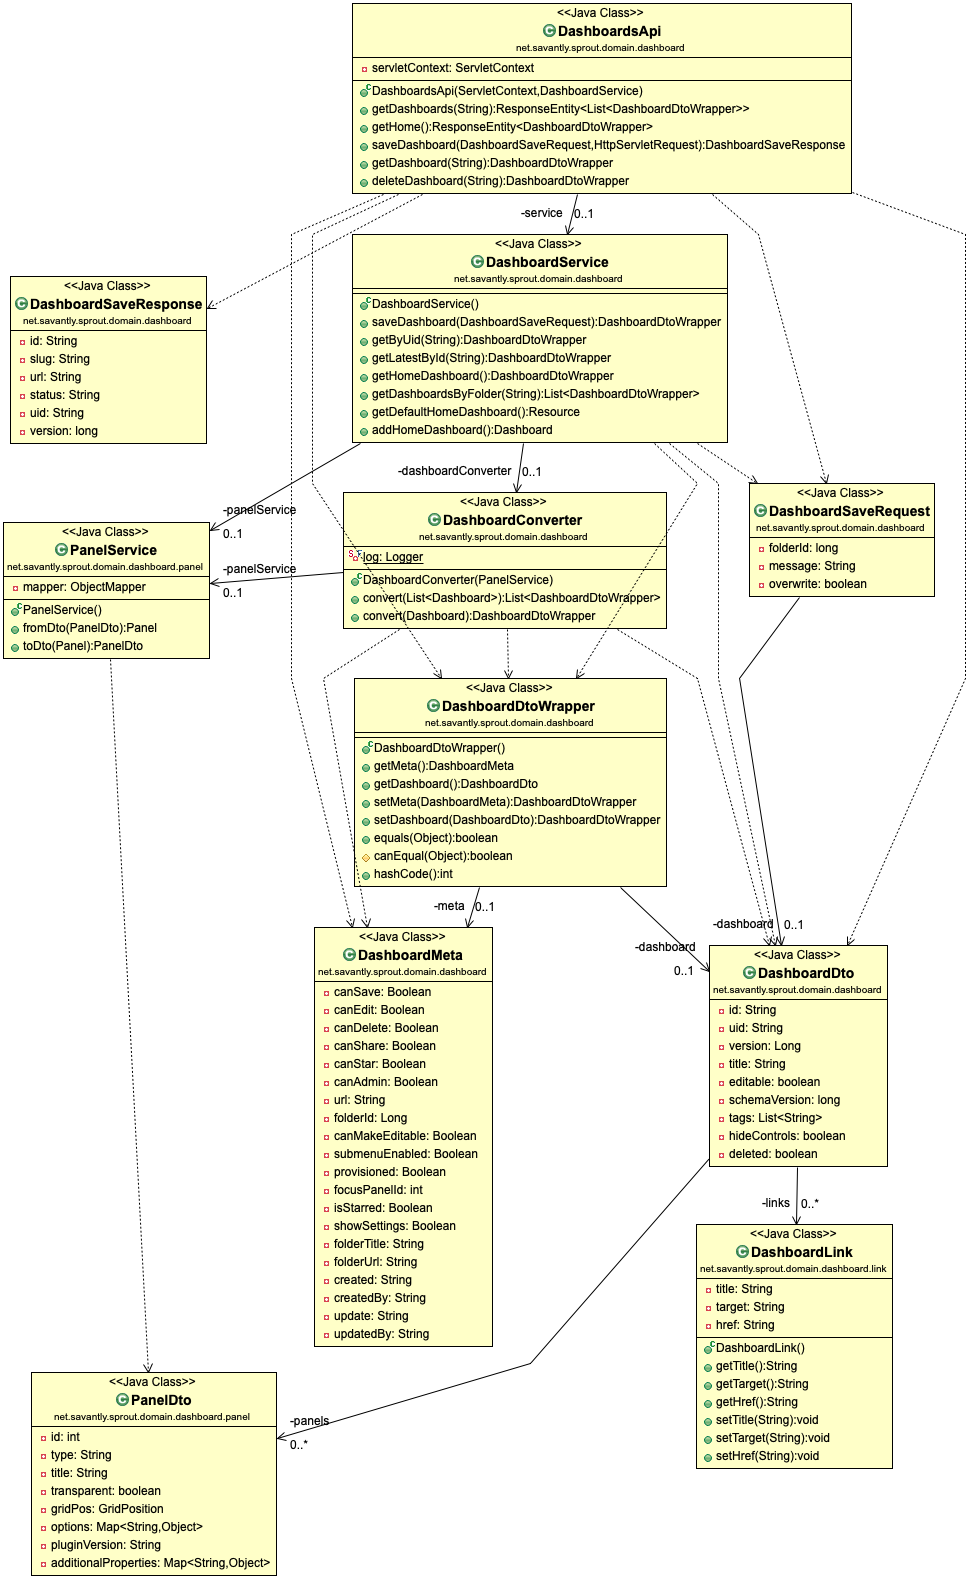 <<Java Class>>
DashboardsApi
net.savantly.sprout.domain.dashboard
servletContext: ServletContext
DashboardsApi(ServletContext,DashboardService)
getDashboards(String):ResponseEntity<List<DashboardDtoWrapper>>
getHome():ResponseEntity<DashboardDtoWrapper>
saveDashboard(DashboardSaveRequest,HttpServletRequest):DashboardSaveResponse
getDashboard(String):DashboardDtoWrapper
deleteDashboard(String):DashboardDtoWrapper
-service
0..1
<<Java Class>>
DashboardService
net.savantly.sprout.domain.dashboard
DashboardService()
saveDashboard(DashboardSaveRequest):DashboardDtoWrapper
getByUid(String):DashboardDtoWrapper
getLatestById(String):DashboardDtoWrapper
getHomeDashboard():DashboardDtoWrapper
getDashboardsByFolder(String):List<DashboardDtoWrapper>
getDefaultHomeDashboard():Resource
addHomeDashboard():Dashboard
<<Java Class>>
DashboardSaveResponse
net.savantly.sprout.domain.dashboard
id: String
slug: String
url: String
status: String
uid: String
version: long
-dashboardConverter
0..1
-panelService
0..1
<<Java Class>>
DashboardSaveRequest
net.savantly.sprout.domain.dashboard
folderId: long
message: String
overwrite: boolean
<<Java Class>>
DashboardConverter
net.savantly.sprout.domain.dashboard
log: Logger
DashboardConverter(PanelService)
convert(List<Dashboard>):List<DashboardDtoWrapper>
convert(Dashboard):DashboardDtoWrapper
<<Java Class>>
PanelService
net.savantly.sprout.domain.dashboard.panel
mapper: ObjectMapper
PanelService()
fromDto(PanelDto):Panel
toDto(Panel):PanelDto
-panelService
0..1
<<Java Class>>
DashboardDtoWrapper
net.savantly.sprout.domain.dashboard
DashboardDtoWrapper()
getMeta():DashboardMeta
getDashboard():DashboardDto
setMeta(DashboardMeta):DashboardDtoWrapper
setDashboard(DashboardDto):DashboardDtoWrapper
equals(Object):boolean
canEqual(Object):boolean
hashCode():int
-meta
0..1
-dashboard
0..1
-dashboard
0..1
<<Java Class>>
DashboardMeta
net.savantly.sprout.domain.dashboard
canSave: Boolean
canEdit: Boolean
canDelete: Boolean
canShare: Boolean
canStar: Boolean
canAdmin: Boolean
url: String
folderId: Long
canMakeEditable: Boolean
submenuEnabled: Boolean
provisioned: Boolean
focusPanelId: int
isStarred: Boolean
showSettings: Boolean
folderTitle: String
folderUrl: String
created: String
createdBy: String
update: String
updatedBy: String
<<Java Class>>
DashboardDto
net.savantly.sprout.domain.dashboard
id: String
uid: String
version: Long
title: String
editable: boolean
schemaVersion: long
tags: List<String>
hideControls: boolean
deleted: boolean
-links
0..*
<<Java Class>>
DashboardLink
net.savantly.sprout.domain.dashboard.link
title: String
target: String
href: String
DashboardLink()
getTitle():String
getTarget():String
getHref():String
setTitle(String):void
setTarget(String):void
setHref(String):void
-panels
0..*
<<Java Class>>
PanelDto
net.savantly.sprout.domain.dashboard.panel
id: int
type: String
title: String
transparent: boolean
gridPos: GridPosition
options: Map<String,Object>
pluginVersion: String
additionalProperties: Map<String,Object>